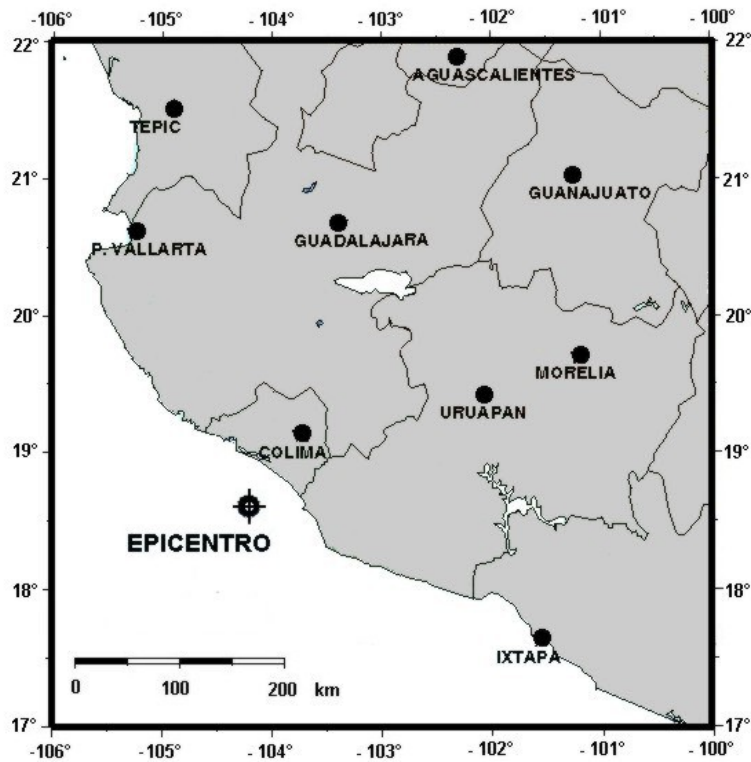 -106° -105° -104° -103° -102° -101° -100°
22° 22°
AGUASCALIENTES
TEPIC
21° 21°
GUANAJUATO
GUADALAJARA
P. VALLARTA
20° 20°
MORELIA
URUAPAN
19° COLIMA 19°
EPICENTRO
18° 18°
IXTAPA
0 100 200 km
17° 17°
-106° -105° -104° -103° -102° -101° -100°